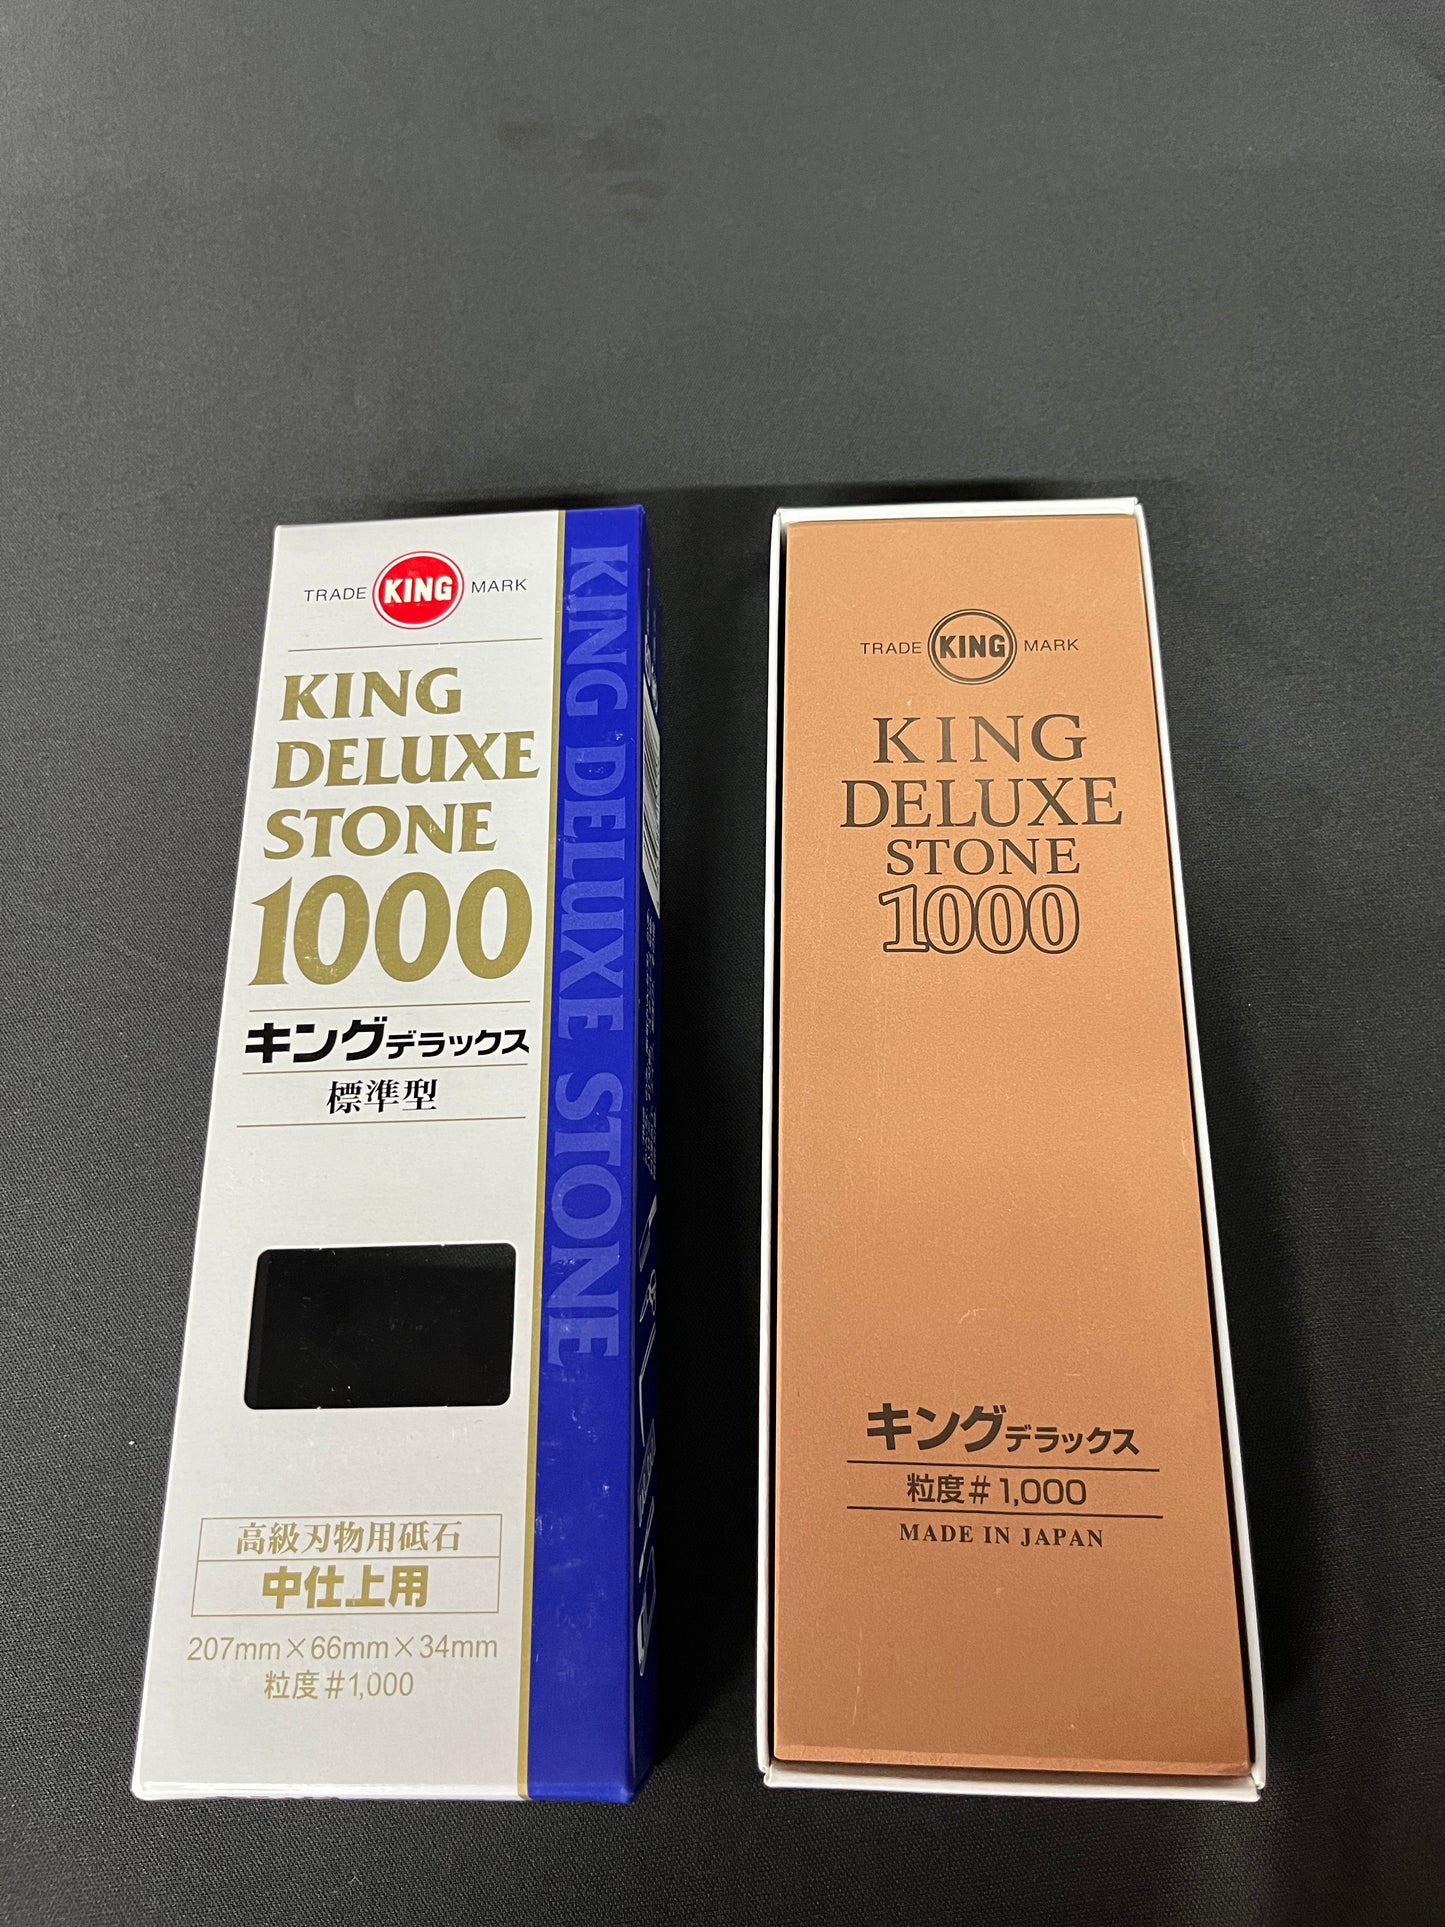 TRADE KING MARK
KING
DELUXE
STONE
1000
キングデラックス
標準型
高級刃物用砥石
中仕上用
207mm×66mm×34mm
粒度#1,000
KING DELUXE STONE
TRADE KING MARK
KING
DELUXE
STONE
1000
キングデラックス
粒度#1,000
MADE IN JAPAN